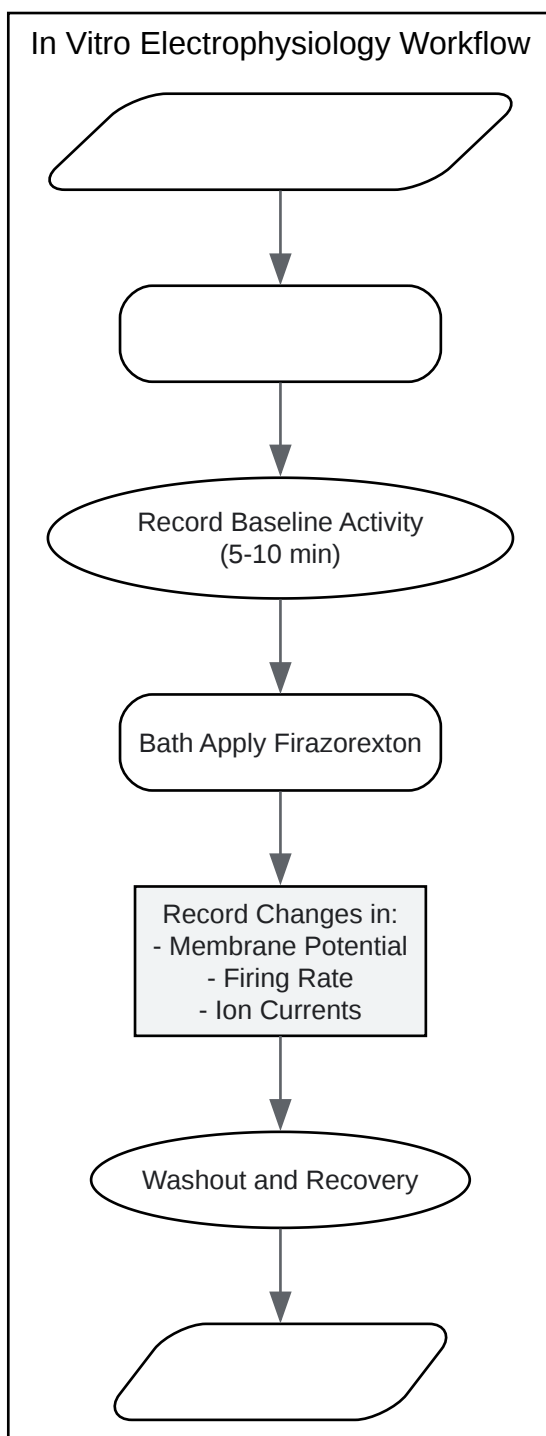 In Vitro Electrophysiology Workflow
Record Baseline Activity
(5-10 min)
Bath Apply Firazorexton
Record Changes in:
- Membrane Potential
- Firing Rate
- Ion Currents
Washout and Recovery